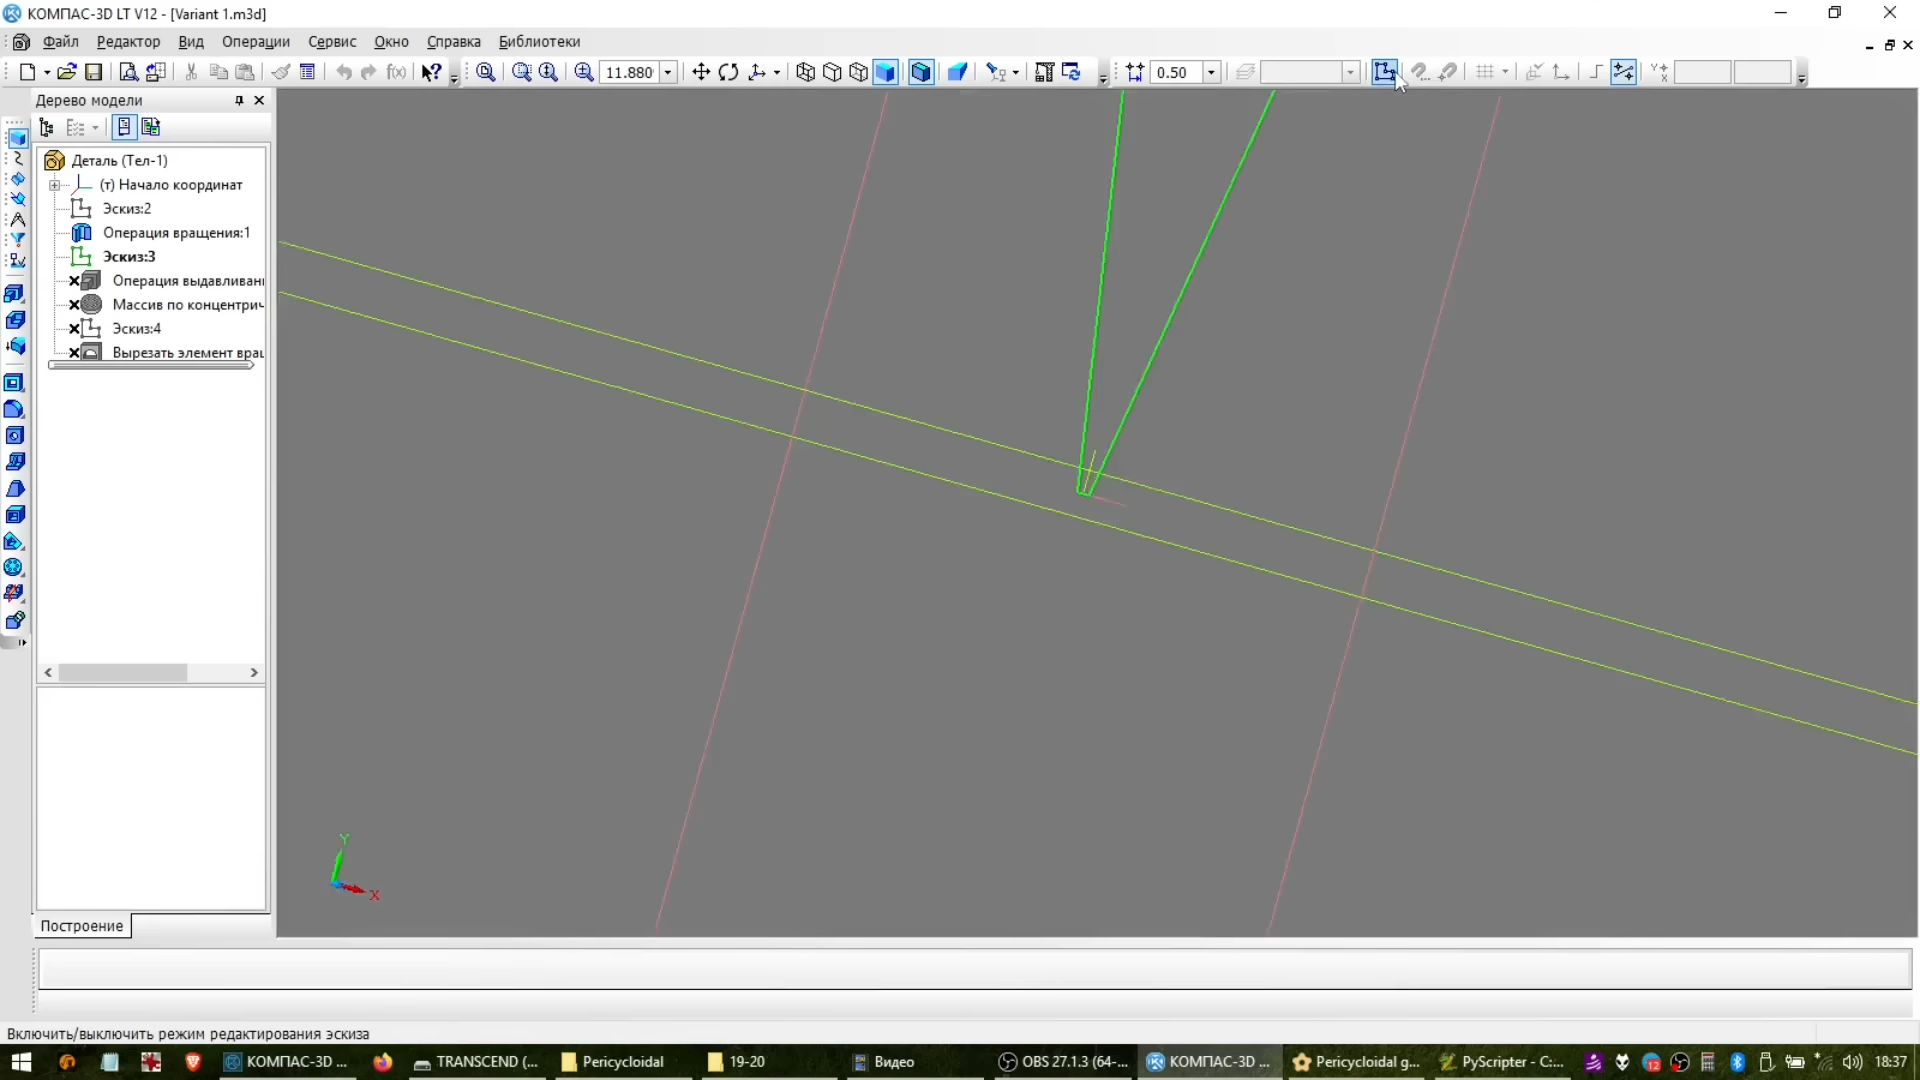 КОМПАС-3D LT V12 - [Variant 1.m3d]
Файл Редактор Вид Операции Сервис Окно Справка Библиотеки
11.880 0.50
Дерево модели
Деталь (Тел-1)
(т) Начало координат
Эскиз:2
Операция вращения:1
Эскиз:3
Операция выдавливан
Массив по концентрич
Эскиз:4
Вырезать элемент вращ
Y
X
Построение
Включить/выключить режим редактирования эскиза
КОМПАС-3D ... TRANSCEND (... Pericycloidal 19-20 Видео OBS 27.1.3 (64-... КОМПАС-3D ... Pericycloidal g... PyScripter - C:... 12 18:37